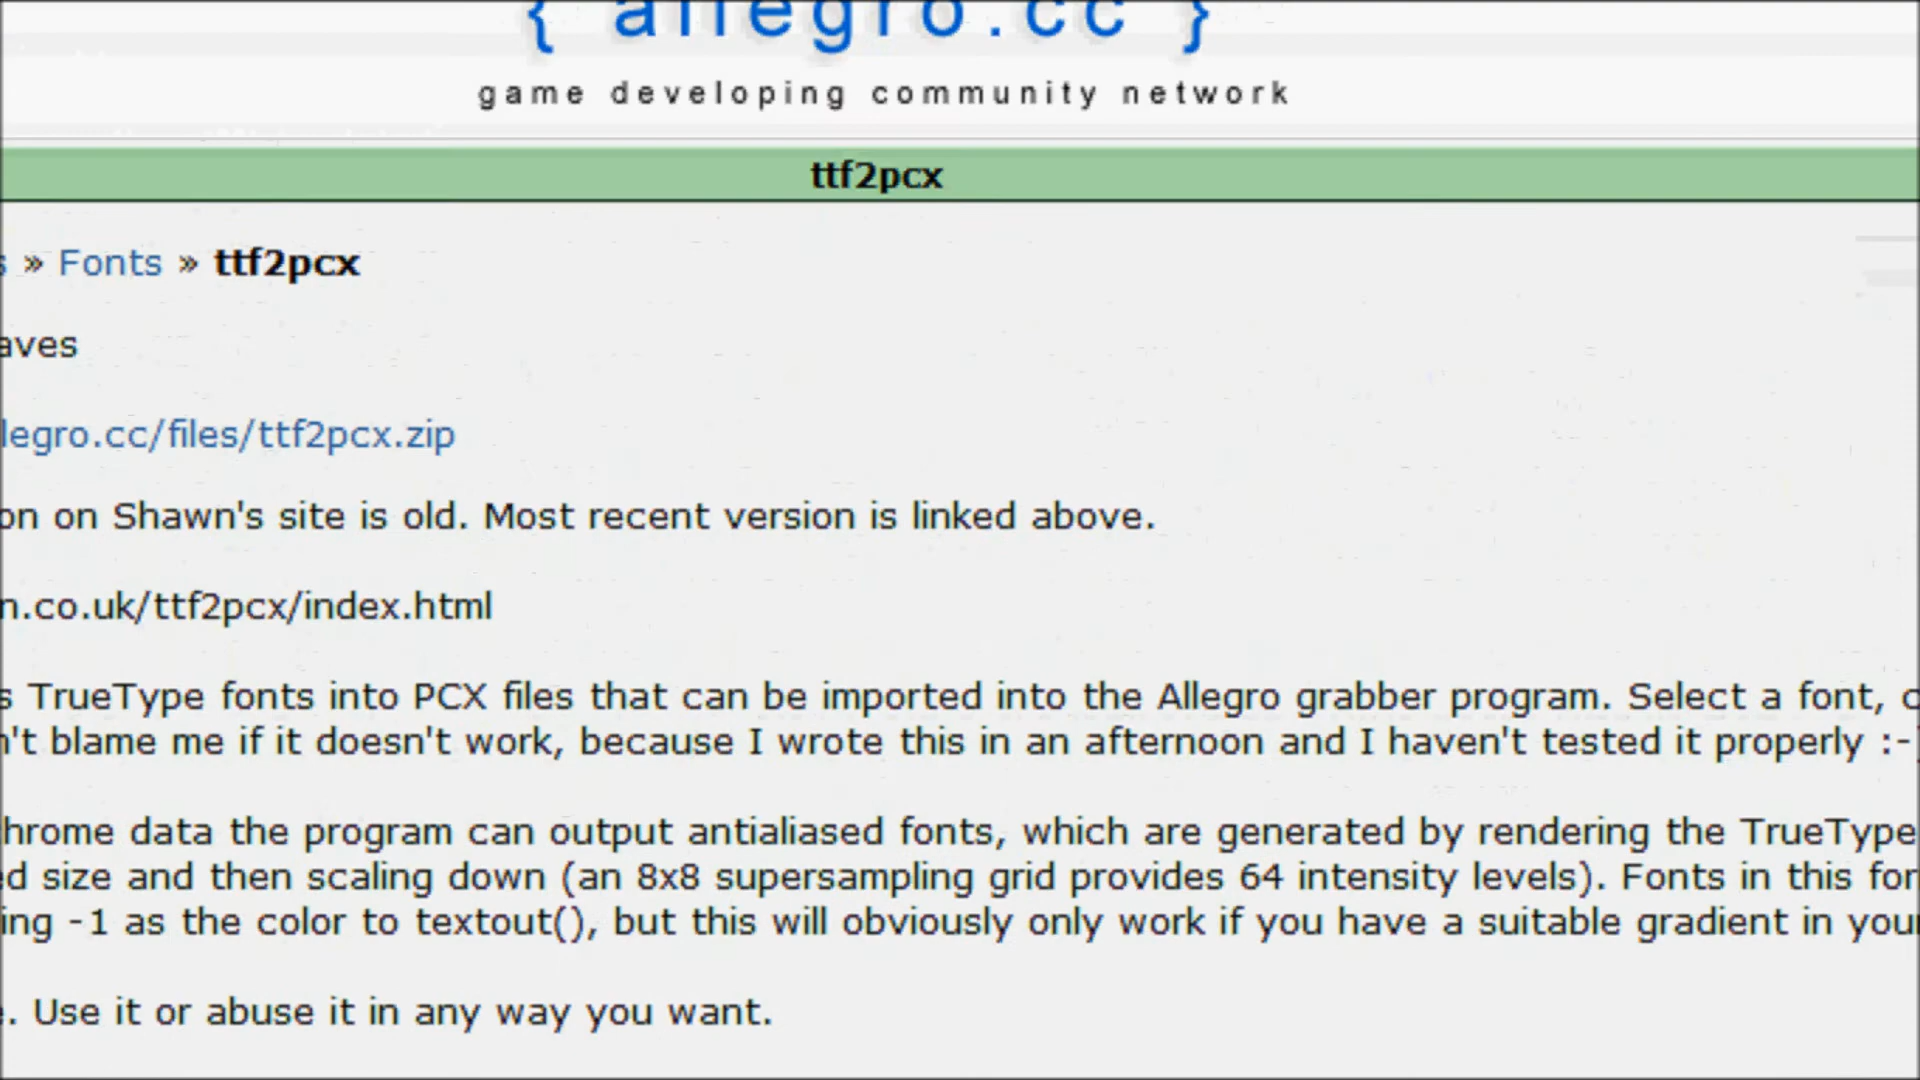 { allegro.cc }
game developing community network
ttf2pcx
» Fonts » ttf2pcx
aves
legro.cc/files/ttf2pcx.zip
on on Shawn's site is old. Most recent version is linked above.
n.co.uk/ttf2pcx/index.html
s TrueType fonts into PCX files that can be imported into the Allegro grabber program. Select a font, c
n't blame me if it doesn't work, because I wrote this in an afternoon and I haven't tested it properly :-)
hrome data the program can output antialiased fonts, which are generated by rendering the TrueType
ed size and then scaling down (an 8x8 supersampling grid provides 64 intensity levels). Fonts in this for
ing -1 as the color to textout(), but this will obviously only work if you have a suitable gradient in your
e. Use it or abuse it in any way you want.